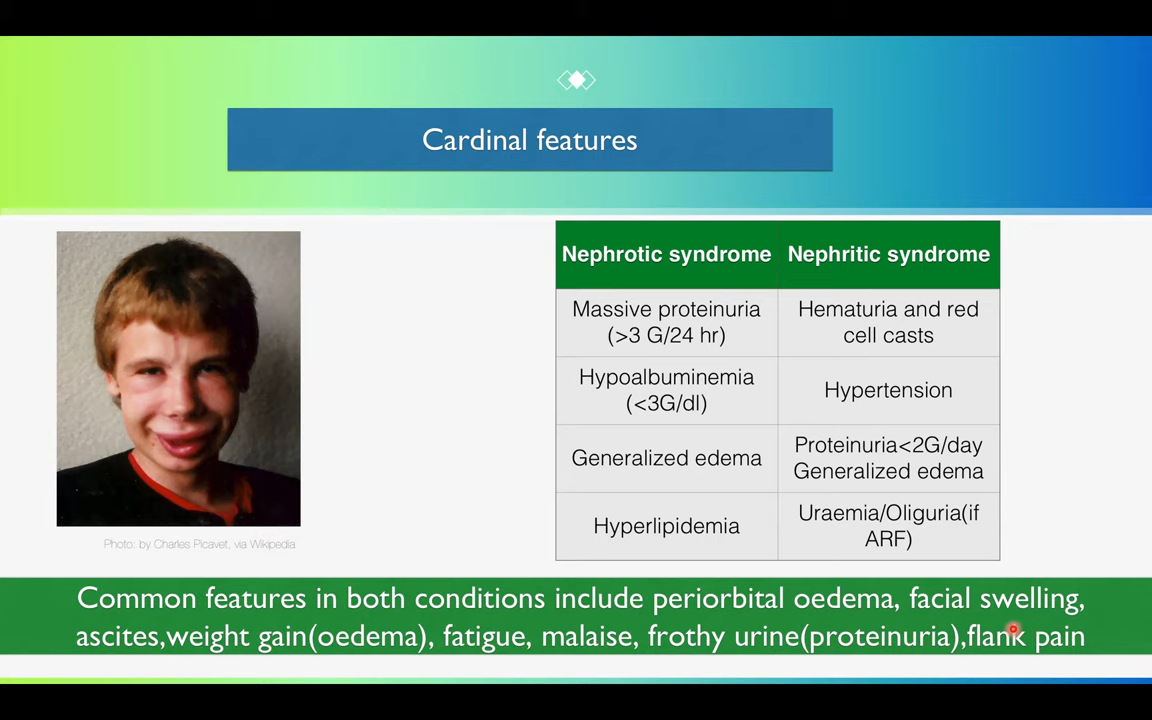 Cardinal features
Nephrotic syndrome Nephritic syndrome
Massive proteinuria Hematuria and red
(>3 G/24 hr) cell casts
Hypoalbuminemia
(<3G/dl)
Hypertension
Generalized edema
Proteinuria<2G/day
Generalized edema
Hyperlipidemia
Uraemia/Oliguria(if
ARF)
Photo: by Charles Picavet, via Wikipedia
Common features in both conditions include periorbital oedema, facial swelling,
ascites,weight gain(oedema), fatigue, malaise, frothy urine(proteinuria),flank pain